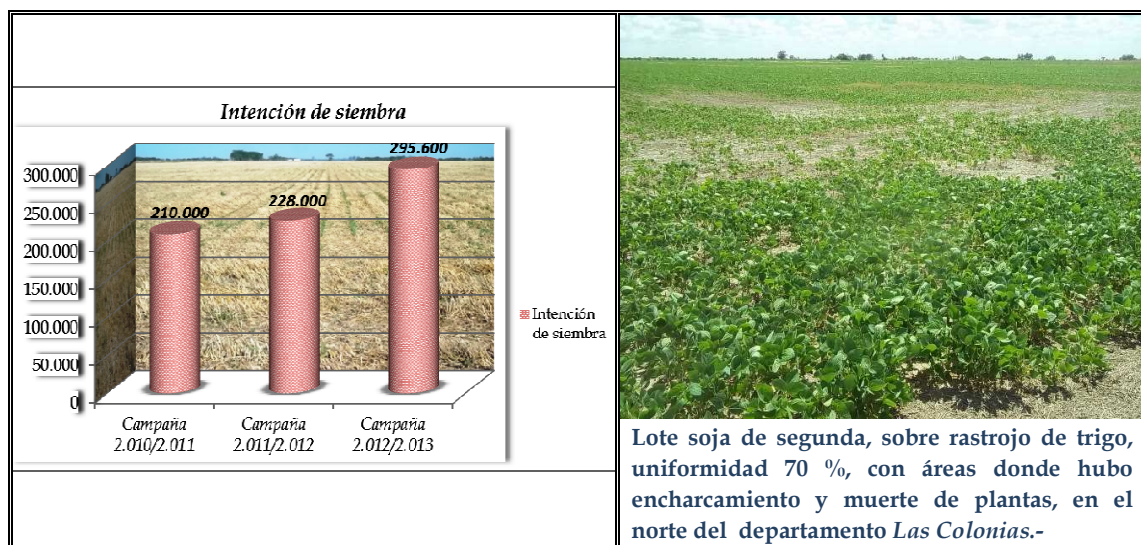 Intención de siembra
300.000
250.000
200.000
150.000
100.000
50.000
0
210.000
228.000
295.600
Campaña
2.010/2.011
Campaña
2.011/2.012
Campaña
2.012/2.013
Intención
de siembra
Lote soja de segunda, sobre rastrojo de trigo,
uniformidad 70 %, con áreas donde hubo
encharcamiento y muerte de plantas, en el
norte del departamento Las Colonias.-